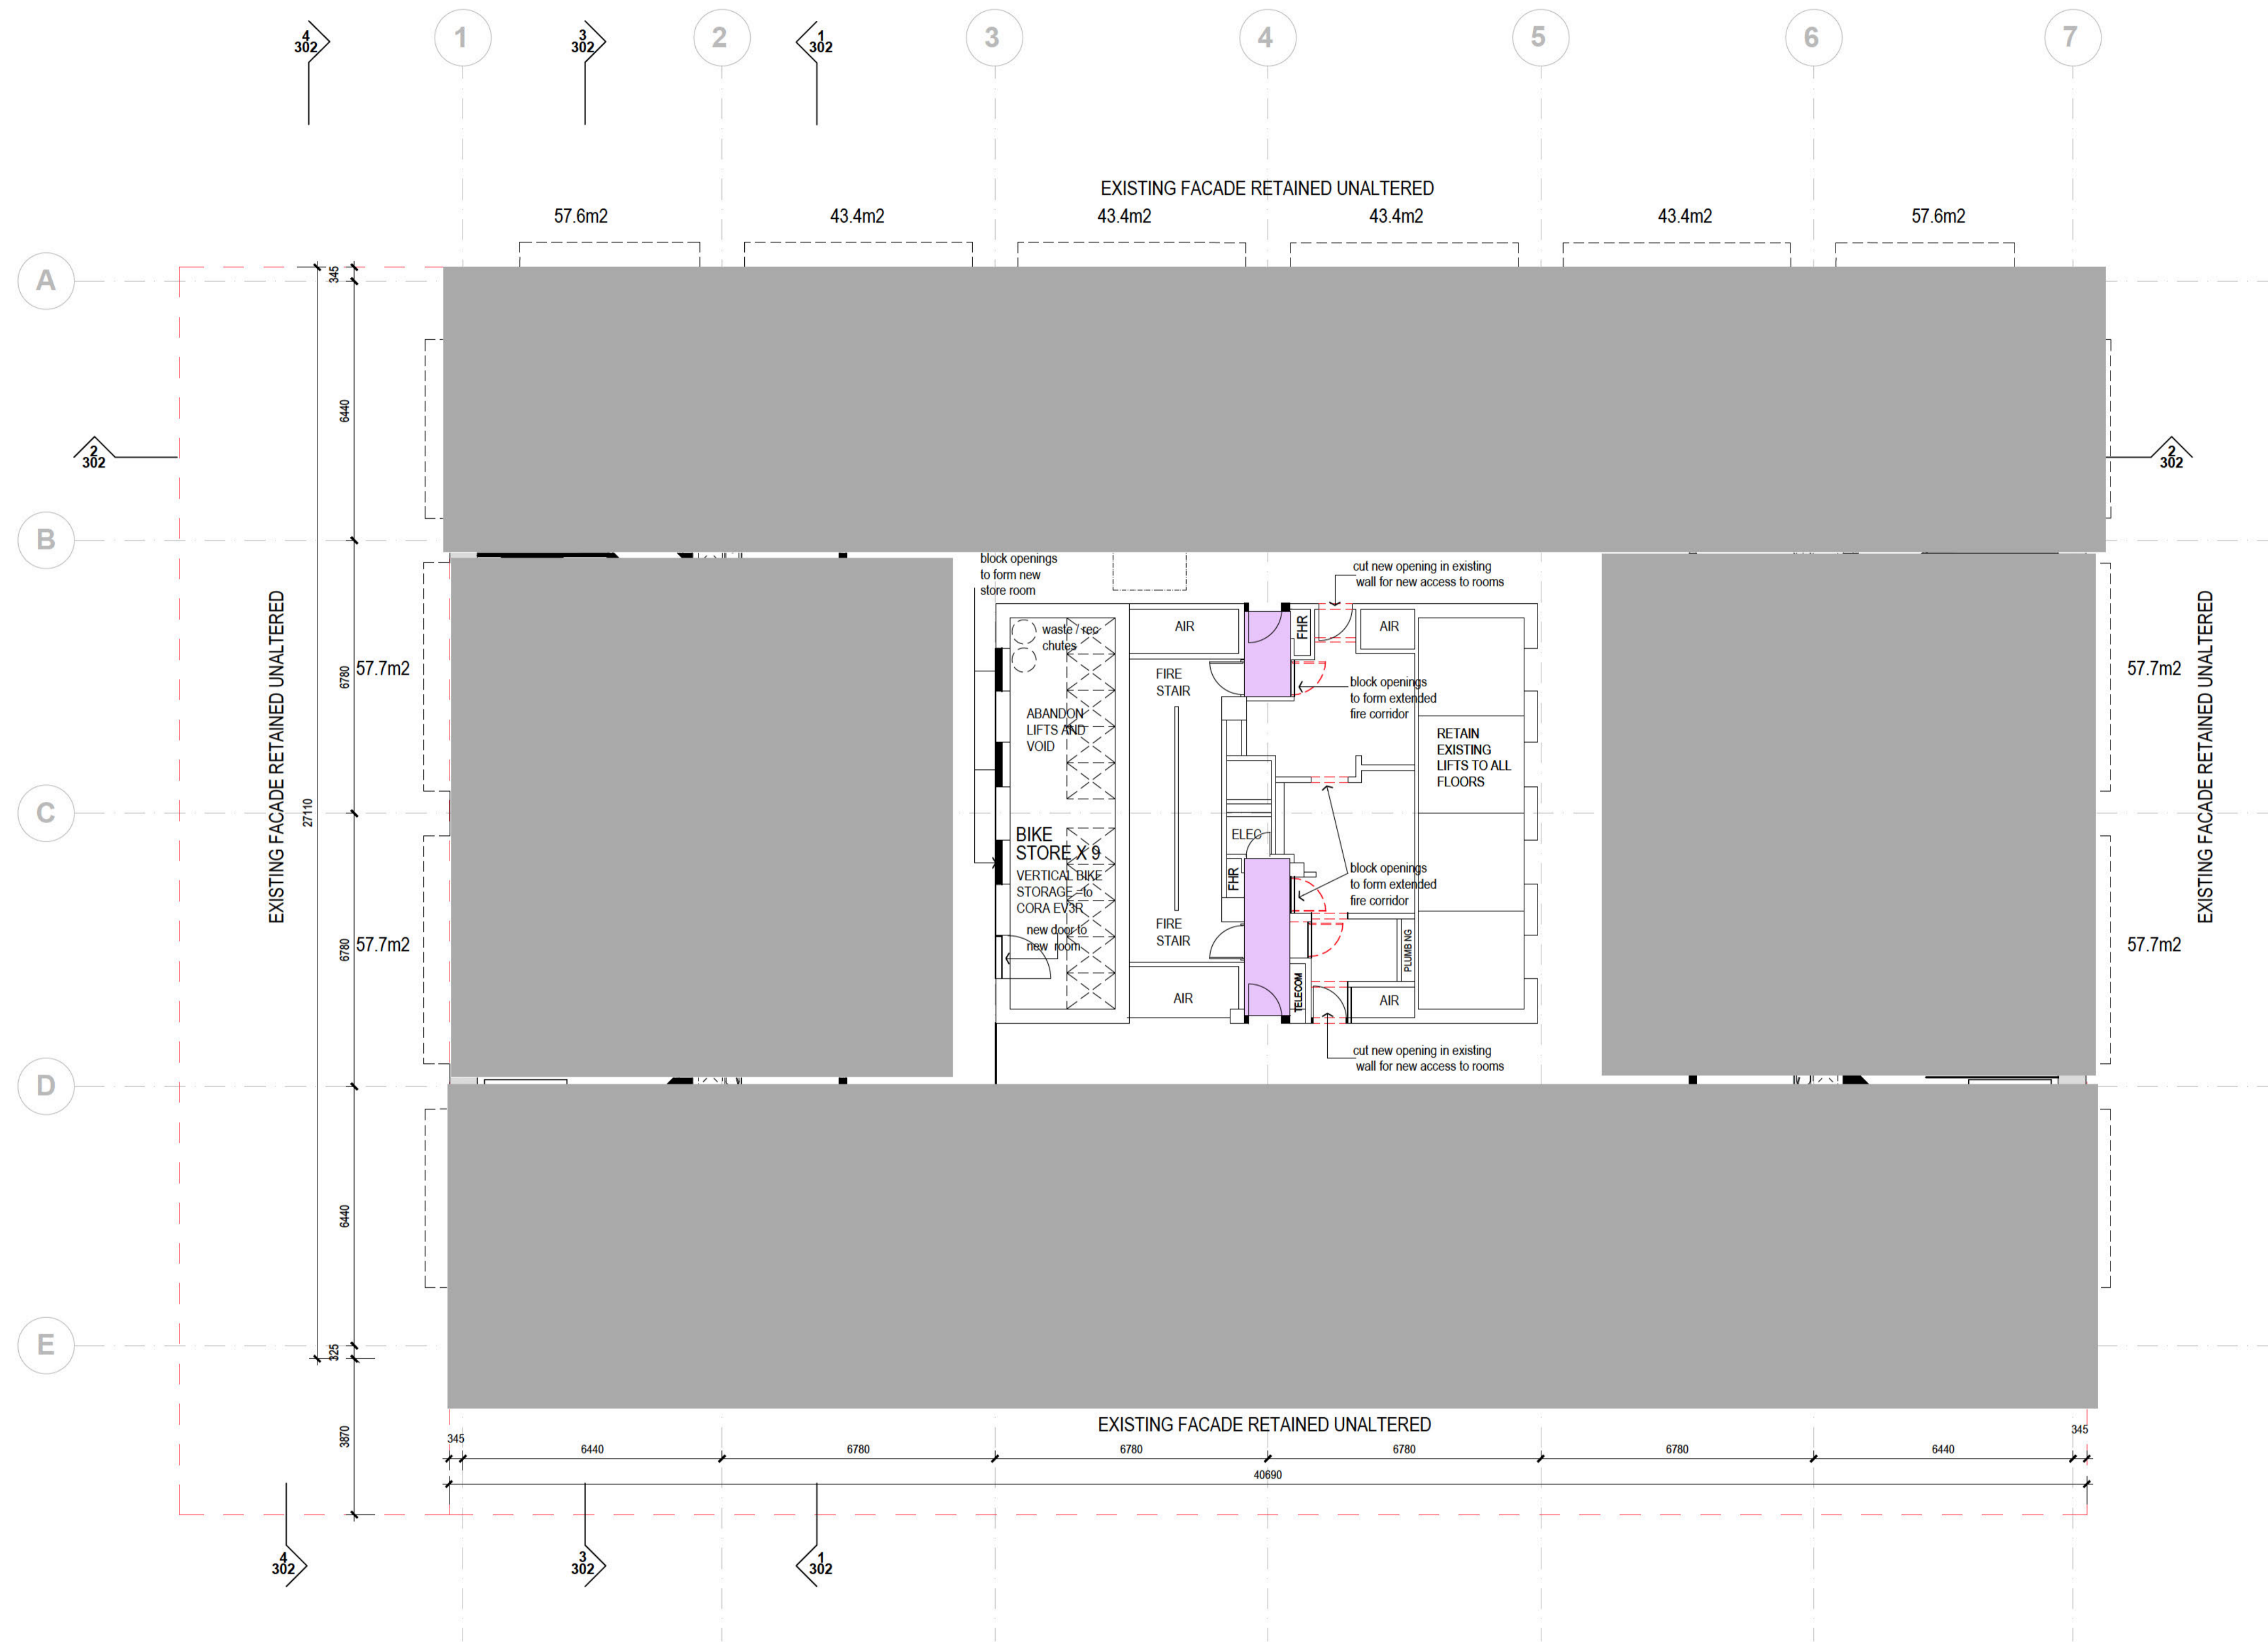 4
302
1
3
302
2
1
302
3
4
5
6
7
EXISTING FACADE RETAINED UNALTERED
57.6m2
43.4m2
43.4m2
43.4m2
43.4m2
57.6m2
A
345
6440
2
302
2
302
B
block openings
to form new
store room
cut new opening in existing
wall for new access to rooms
EXISTING FACADE RETAINED UNALTERED
27110
6780
57.7m2
waste / rec
chutes
AIR
FHR
AIR
FIRE
STAIR
block openings
to form extended
fire corridor
ABANDON
LIFTS AND
VOID
RETAIN
EXISTING
LIFTS TO ALL
FLOORS
57.7m2
EXISTING FACADE RETAINED UNALTERED
C
BIKE
STORE X 9
VERTICAL BIKE
STORAGE =to
CORA EV3R
new door to
new room
ELEC
FHR
block openings
to form extended
fire corridor
6780
57.7m2
FIRE
STAIR
PLUMB NG
57.7m2
AIR
TELECOM
AIR
cut new opening in existing
wall for new access to rooms
D
6440
E
325
3870
EXISTING FACADE RETAINED UNALTERED
345
6440
6780
6780
6780
6780
6440
345
40690
4
302
3
302
1
302